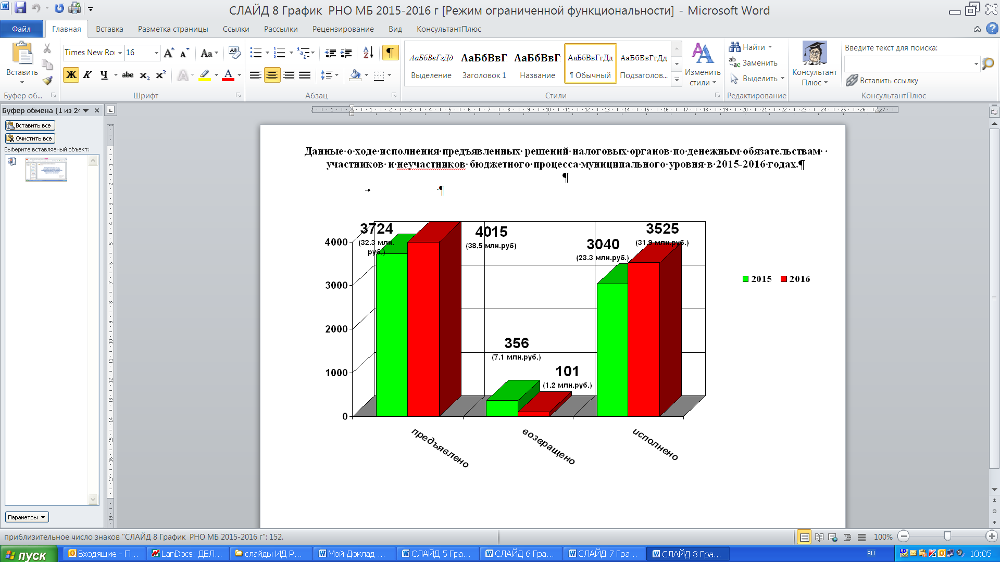 СЛАЙД 8 График РНО МБ 2015-2016 г [Режим ограниченной функциональности] - Microsoft Word
Файл Главная Вставка Разметка страницы Ссылки Рассылки Рецензирование Вид КонсультантПлюс
Вставить
Буфер об...
Times New Ro 16
Aa
Ж К Ч abc x₂ x²
Шрифт
Абзац
АаБбВвГгДд АаБбВвГ АаБбВвГ АаБбВвГгДд АаБбВвГгДд
Выделение Заголовок 1 Название ¶ Обычный Подзаголов...
Изменить стили
Стили
Найти
Заменить
Выделить
Редактирование
Консультант Плюс
Введите текст для поиска:
Вставить ссылку
КонсультантПлюс
Буфер обмена (1 из 24
Вставить все
Очистить все
Выберите вставляемый объект:
Параметры
Данные о ходе исполнения предъявленных решений налоговых органов по денежным обязательствам
участников и неучастников бюджетного процесса муниципального уровня в 2015-2016 годах.¶
¶
¶
4000
3000
2000
1000
0
3724
(32.3 млн.
руб.)
4015
(38,5 млн.руб)
356
(7.1 млн.руб.)
101
(1.2 млн.руб.)
3040
(23.3 млн.руб.)
3525
(31,9 млн.руб.)
предъявлено
возвращено
исполнено
2015 2016
приблизительное число знаков "СЛАЙД 8 График РНО МБ 2015-2016 г": 152.
100%
пуск
Входящие - П...
LanDocs: ДЕЛ...
слайды ИД Р...
Мой Доклад ...
СЛАЙД 5 Гра...
СЛАЙД 6 Гра...
СЛАЙД 7 Гра...
СЛАЙД 8 Гра...
RU
10:05